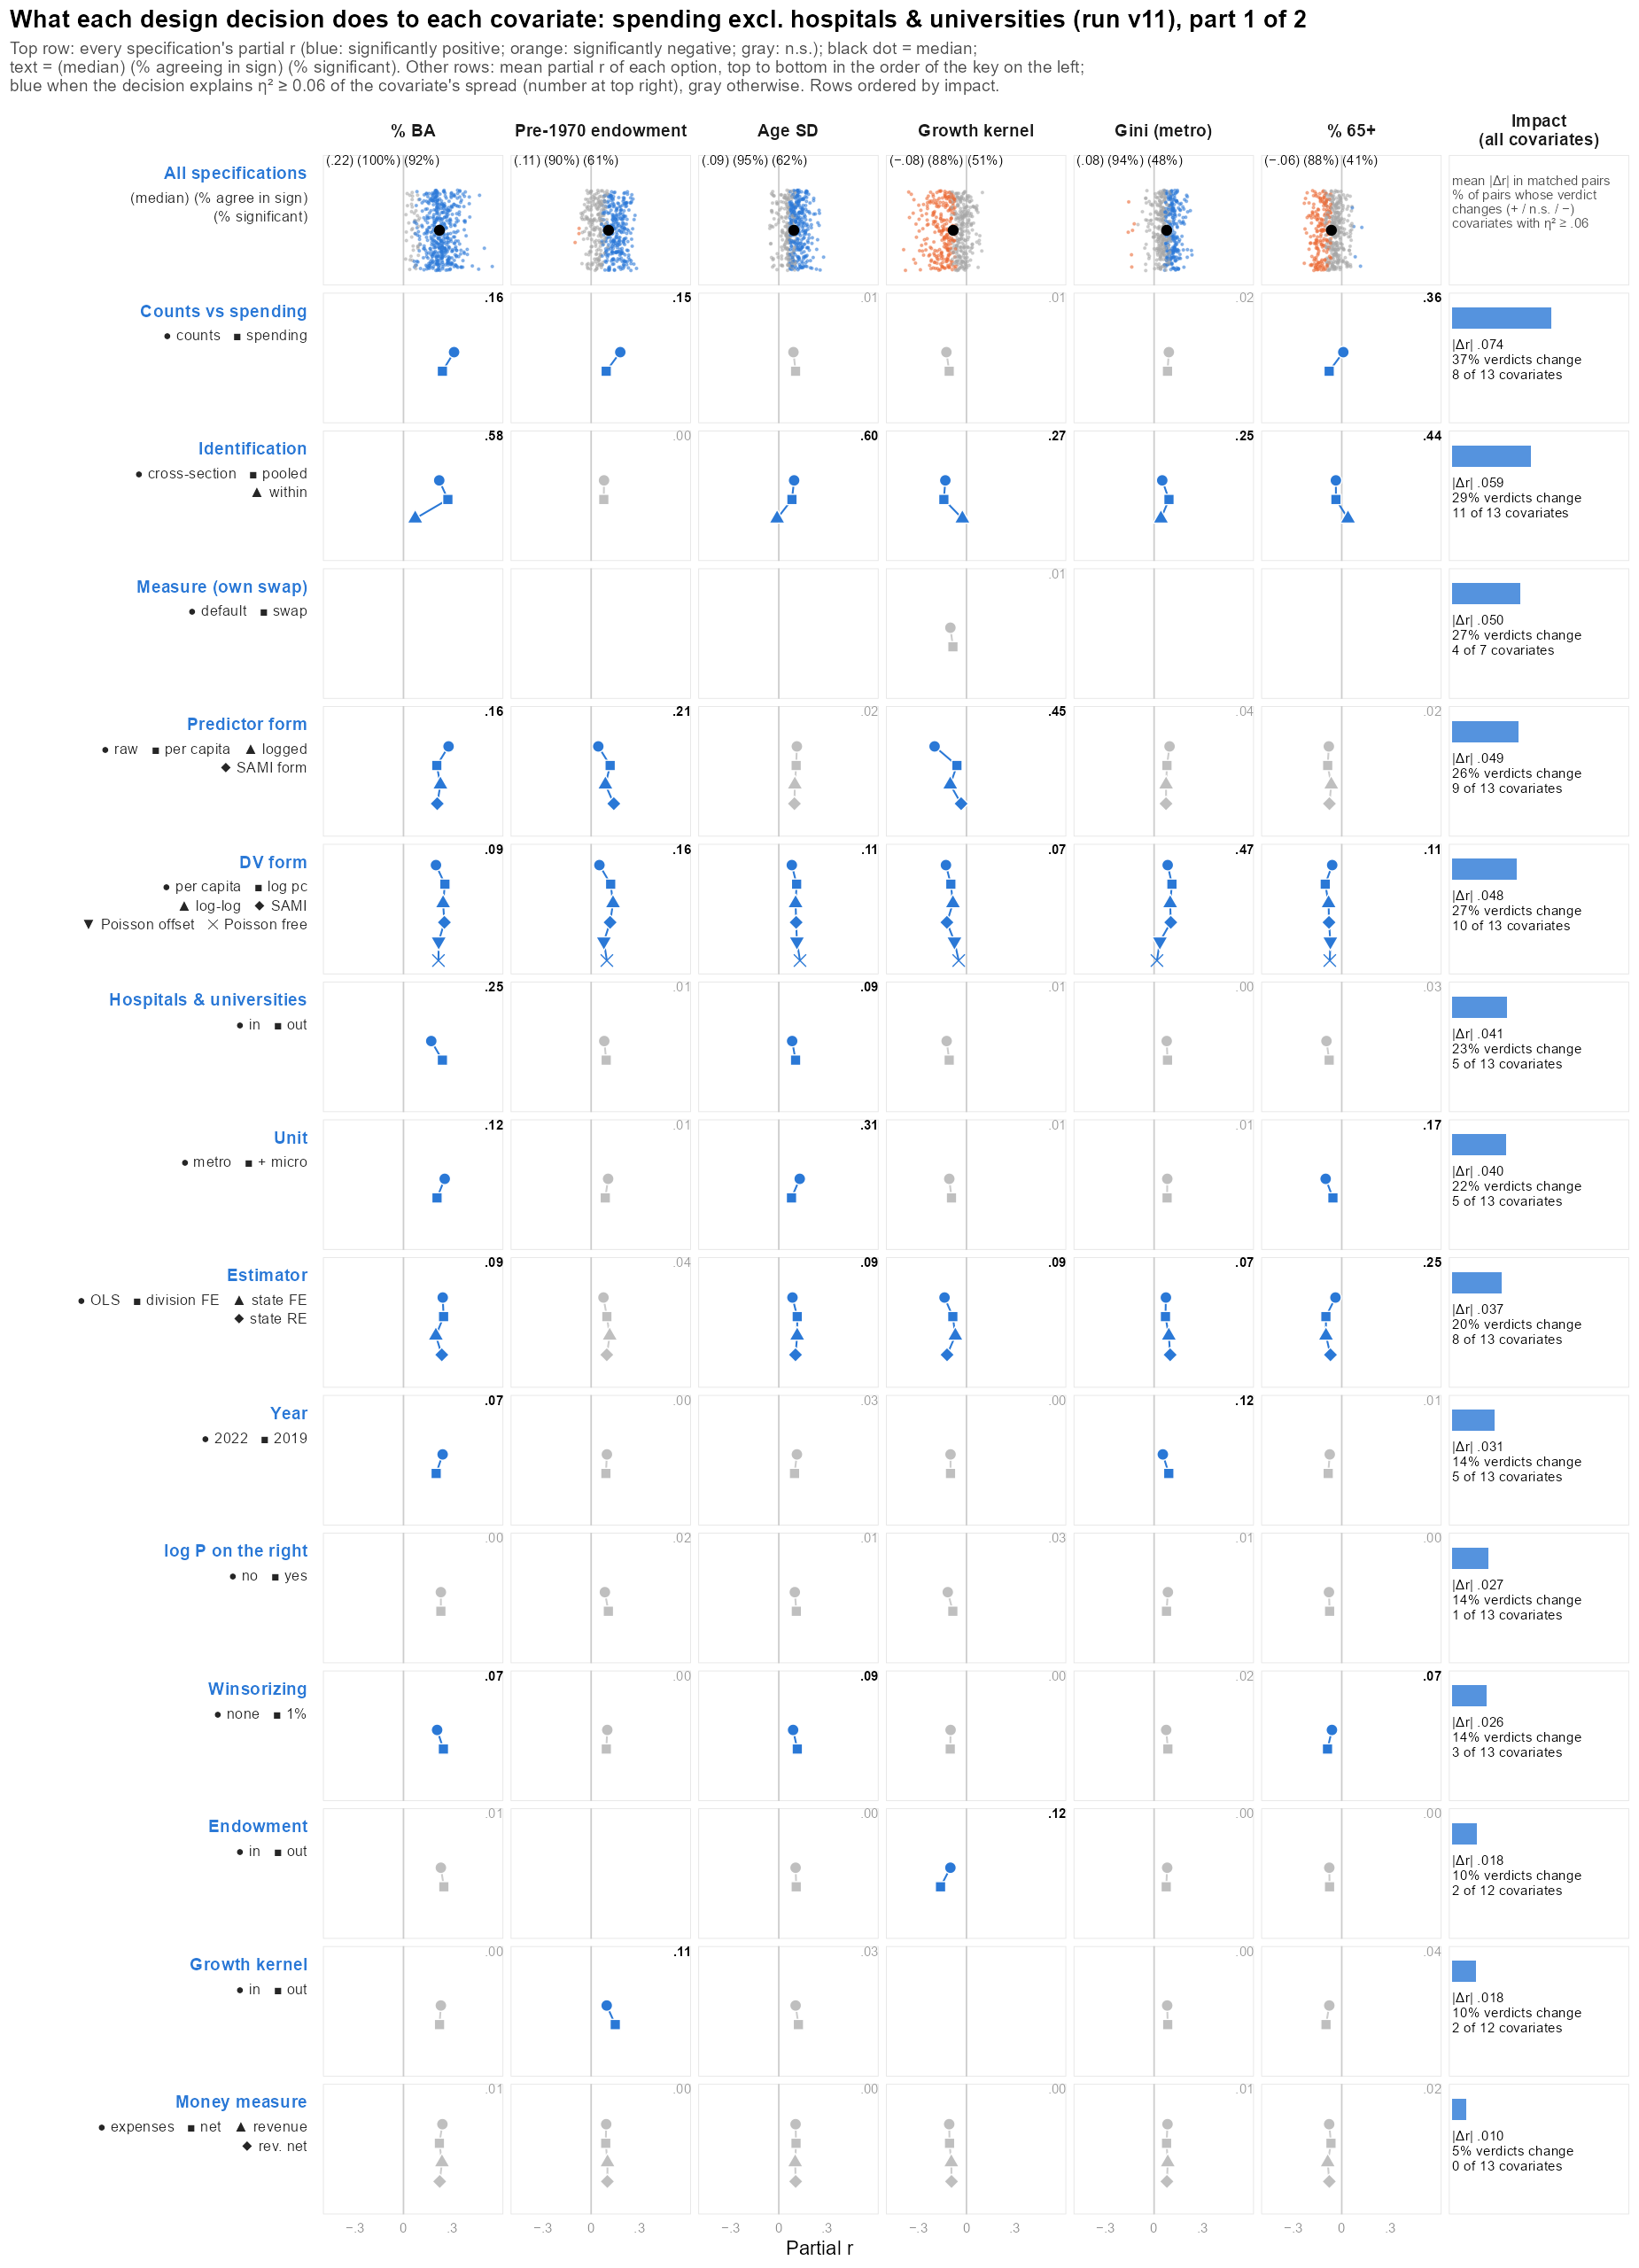 What each design decision does to each covariate: spending excl. hospitals & universities (run v11), part 1 of 2
Top row: every specification's partial r (blue: significantly positive; orange: significantly negative; gray: n.s.); black dot = median;
text = (median) (% agreeing in sign) (% significant). Other rows: mean partial r of each option, top to bottom in the order of the key on the left;
blue when the decision explains η² ≥ 0.06 of the covariate's spread (number at top right), gray otherwise. Rows ordered by impact.
% BA
Pre-1970 endowment
Age SD
Growth kernel
Gini (metro)
% 65+
Impact
(all covariates)
All specifications
(median) (% agree in sign)
(% significant)
(.22) (100%) (92%)
(.11) (90%) (61%)
(.09) (95%) (62%)
(−.08) (88%) (51%)
(.08) (94%) (48%)
(−.06) (88%) (41%)
mean |Δr| in matched pairs
% of pairs whose verdict
changes (+ / n.s. / −)
covariates with η² ≥ .06
Counts vs spending
● counts ■ spending
.16
.15
.01
.01
.02
.36
|Δr| .074
37% verdicts change
8 of 13 covariates
Identification
● cross-section ■ pooled
▲ within
.58
.00
.60
.27
.25
.44
|Δr| .059
29% verdicts change
11 of 13 covariates
Measure (own swap)
● default ■ swap
.01
|Δr| .050
27% verdicts change
4 of 7 covariates
Predictor form
● raw ■ per capita ▲ logged
◆ SAMI form
.16
.21
.02
.45
.04
.02
|Δr| .049
26% verdicts change
9 of 13 covariates
DV form
● per capita ■ log pc
▲ log-log ◆ SAMI
▼ Poisson offset × Poisson free
.09
.16
.11
.07
.47
.11
|Δr| .048
27% verdicts change
10 of 13 covariates
Hospitals & universities
● in ■ out
.25
.01
.09
.01
.00
.03
|Δr| .041
23% verdicts change
5 of 13 covariates
Unit
● metro ■ + micro
.12
.01
.31
.01
.01
.17
|Δr| .040
22% verdicts change
5 of 13 covariates
Estimator
● OLS ■ division FE ▲ state FE
◆ state RE
.09
.04
.09
.09
.07
.25
|Δr| .037
20% verdicts change
8 of 13 covariates
Year
● 2022 ■ 2019
.07
.00
.03
.00
.12
.01
|Δr| .031
14% verdicts change
5 of 13 covariates
log P on the right
● no ■ yes
.00
.02
.01
.03
.01
.00
|Δr| .027
14% verdicts change
1 of 13 covariates
Winsorizing
● none ■ 1%
.07
.00
.09
.00
.02
.07
|Δr| .026
14% verdicts change
3 of 13 covariates
Endowment
● in ■ out
.01
.00
.12
.00
.00
|Δr| .018
10% verdicts change
2 of 12 covariates
Growth kernel
● in ■ out
.00
.11
.03
.00
.04
|Δr| .018
10% verdicts change
2 of 12 covariates
Money measure
● expenses ■ net ▲ revenue
◆ rev. net
.01
.00
.00
.00
.01
.02
|Δr| .010
5% verdicts change
0 of 13 covariates
−.3 0 .3
−.3 0 .3
−.3 0 .3
−.3 0 .3
−.3 0 .3
−.3 0 .3
Partial r